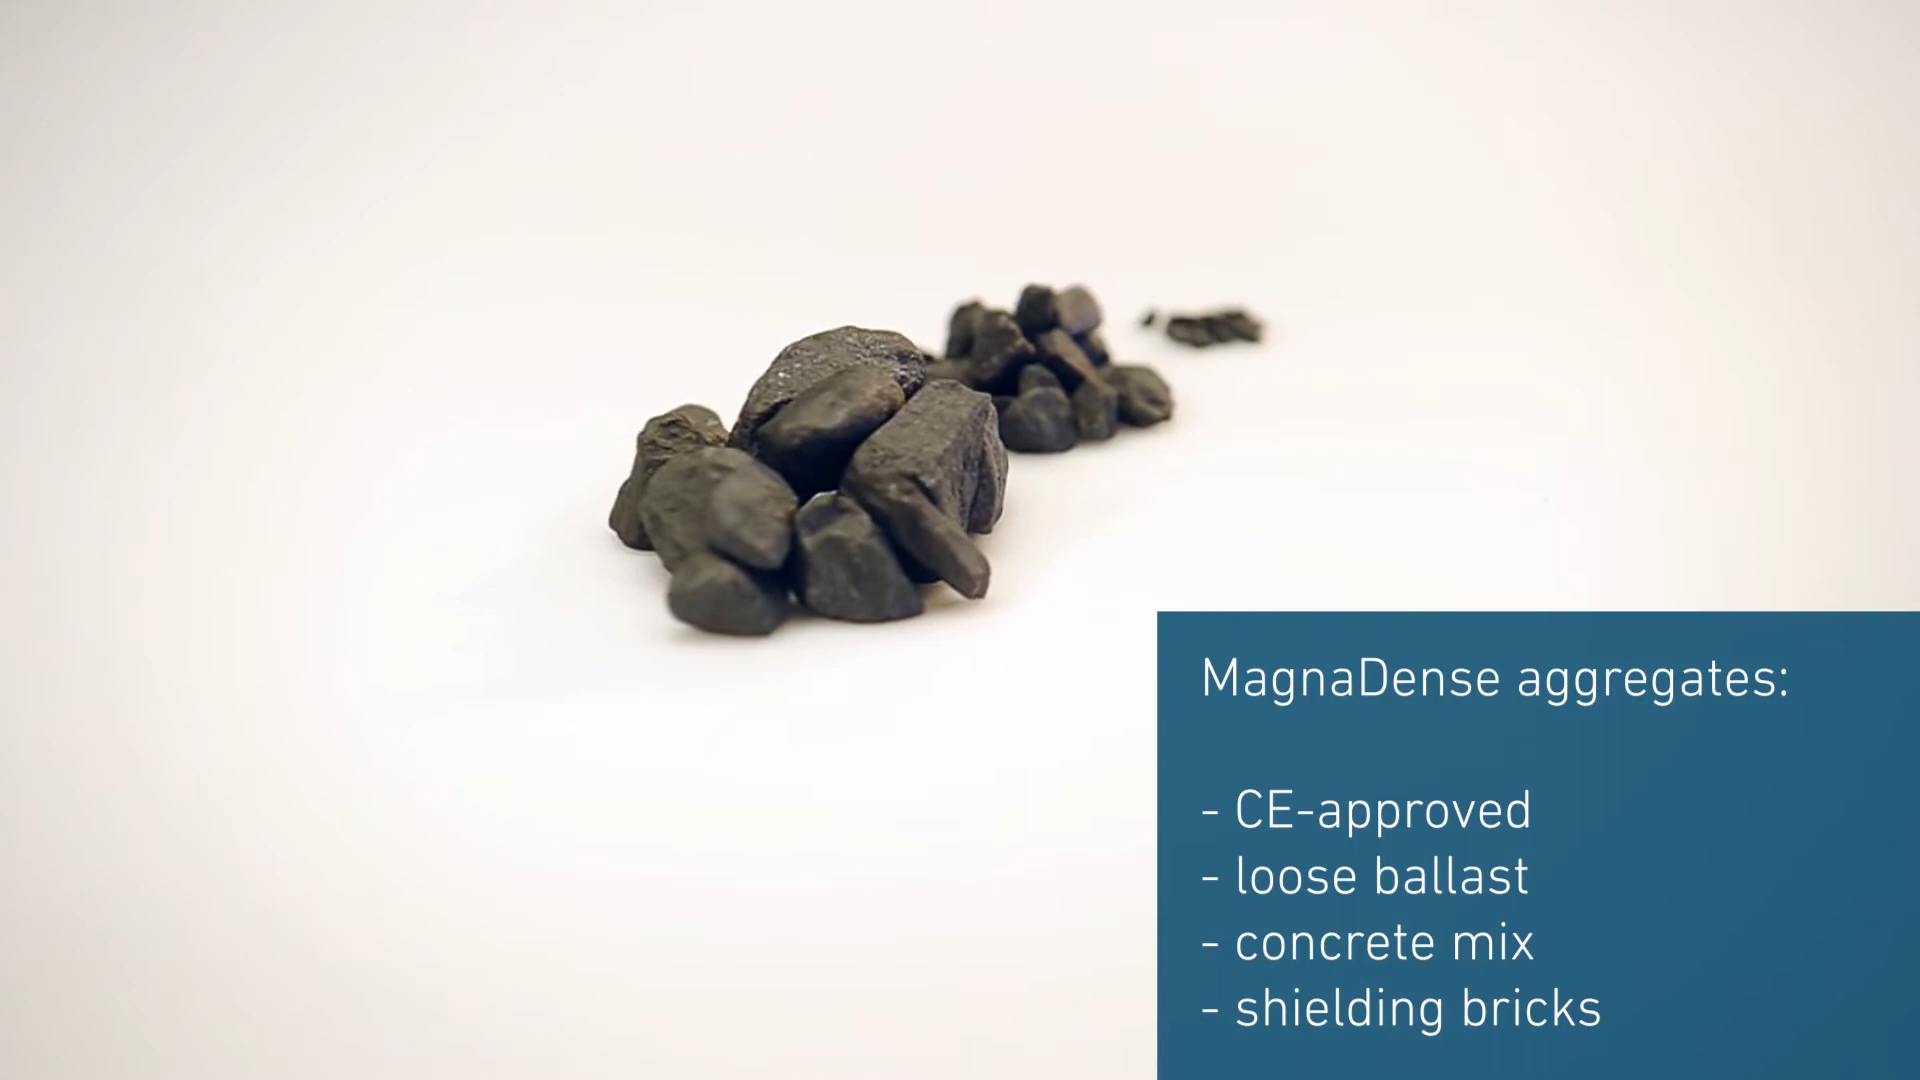 MagnaDense aggregates:
- CE-approved
- loose ballast
- concrete mix
- shielding bricks